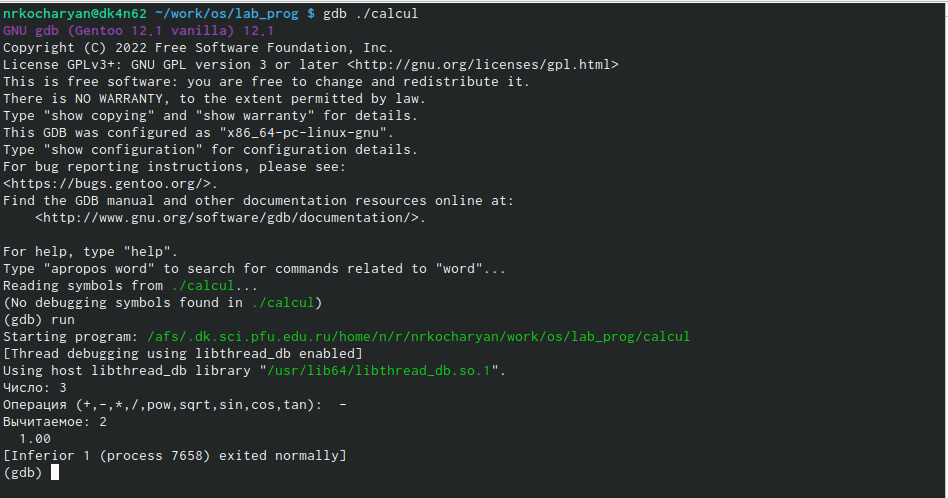 nrkocharyan@dk4n62 ~/work/os/lab_prog $ gdb ./calcul
GNU gdb (Gentoo 12.1 vanilla) 12.1
Copyright (C) 2022 Free Software Foundation, Inc.
License GPLv3+: GNU GPL version 3 or later <http://gnu.org/licenses/gpl.html>
This is free software: you are free to change and redistribute it.
There is NO WARRANTY, to the extent permitted by law.
Type "show copying" and "show warranty" for details.
This GDB was configured as "x86_64-pc-linux-gnu".
Type "show configuration" for configuration details.
For bug reporting instructions, please see:
<https://bugs.gentoo.org/>.
Find the GDB manual and other documentation resources online at:
    <http://www.gnu.org/software/gdb/documentation/>.

For help, type "help".
Type "apropos word" to search for commands related to "word"...
Reading symbols from ./calcul...
(No debugging symbols found in ./calcul)
(gdb) run
Starting program: /afs/.dk.sci.pfu.edu.ru/home/n/r/nrkocharyan/work/os/lab_prog/calcul
[Thread debugging using libthread_db enabled]
Using host libthread_db library "/usr/lib64/libthread_db.so.1".
Число: 3
Операция (+,-,*,/,pow,sqrt,sin,cos,tan):  -
Вычитаемое: 2
  1.00
[Inferior 1 (process 7658) exited normally]
(gdb)